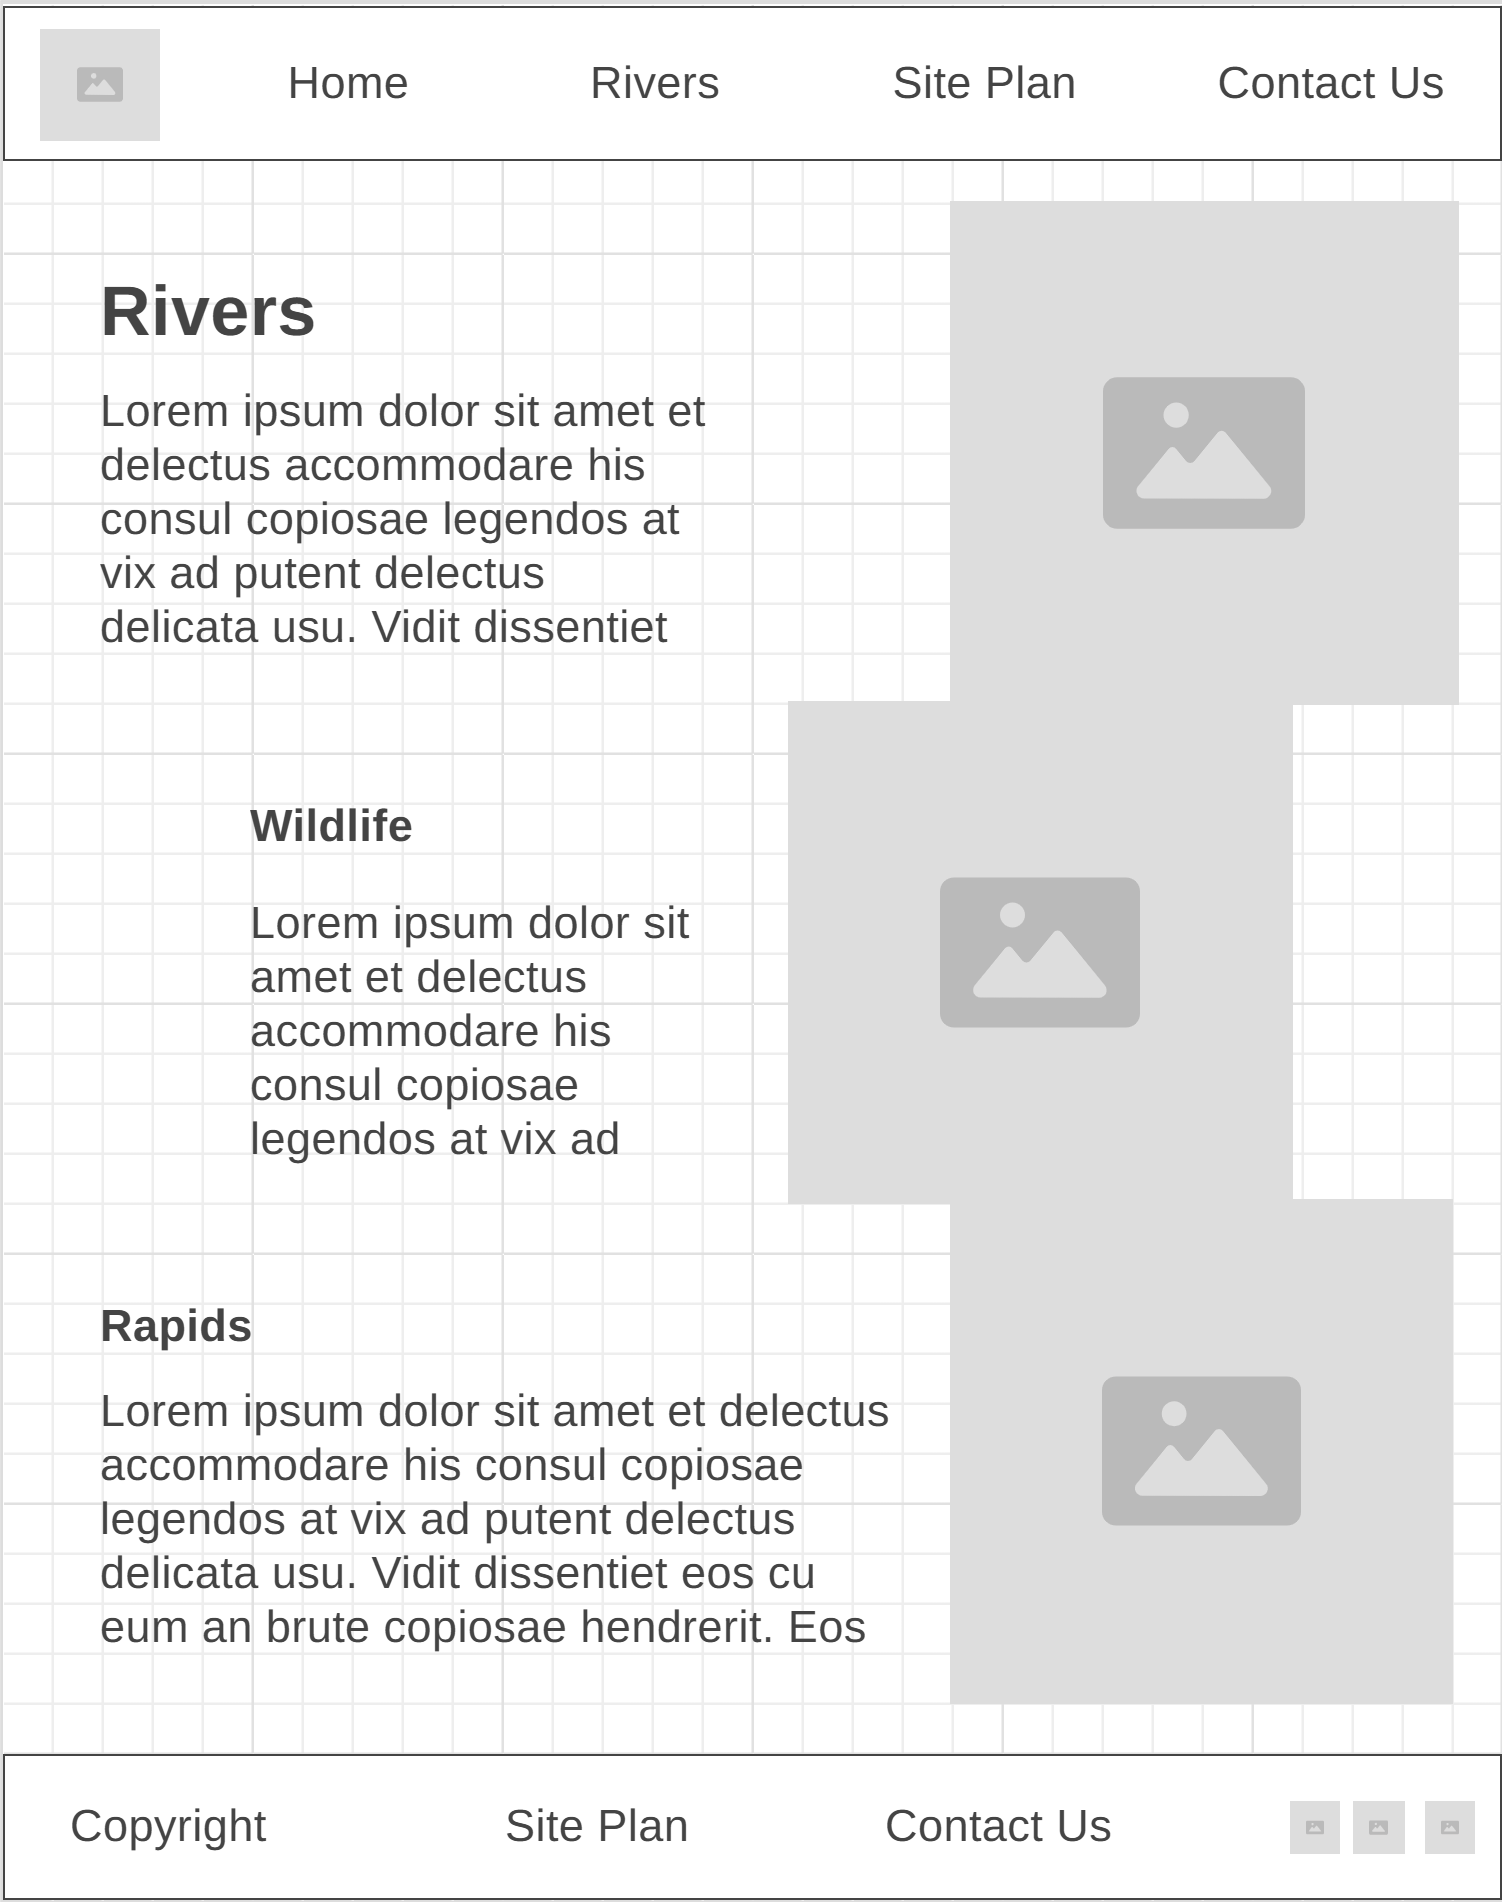 Home Rivers Site Plan Contact Us
Rivers
Lorem ipsum dolor sit amet et
delectus accommodare his
consul copiosae legendos at
vix ad putent delectus
delicata usu. Vidit dissentiet
Wildlife
Lorem ipsum dolor sit
amet et delectus
accommodare his
consul copiosae
legendos at vix ad
Rapids
Lorem ipsum dolor sit amet et delectus
accommodare his consul copiosae
legendos at vix ad putent delectus
delicata usu. Vidit dissentiet eos cu
eum an brute copiosae hendrerit. Eos
Copyright Site Plan Contact Us